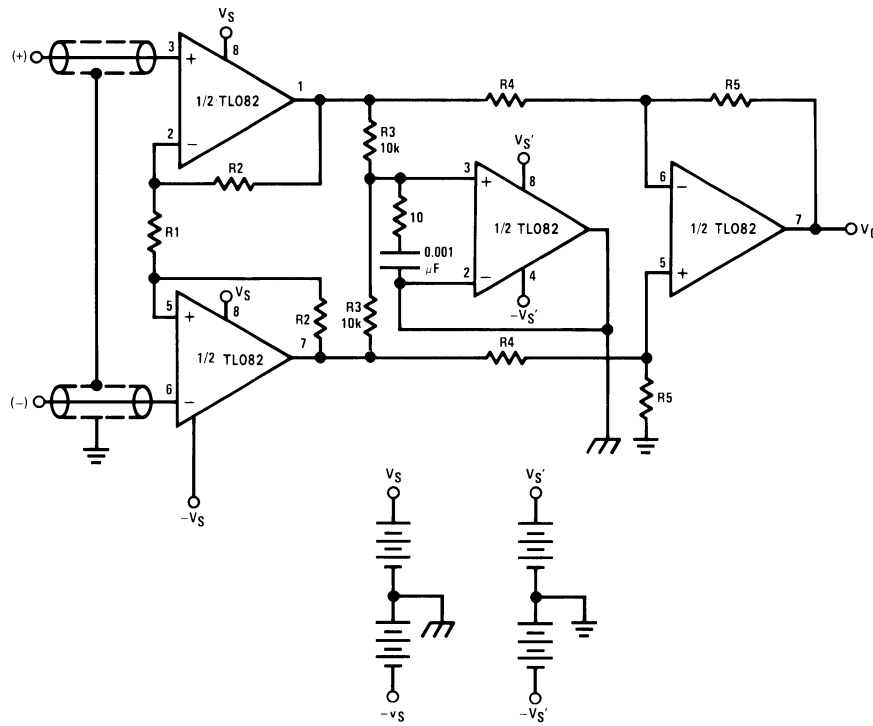 VS
8
(+)
3
+
1
1/2 TL082
2
−
R2
R1
R3
10k
R4
R5
VS'
8
3
+
10
1/2 TL082
0.001
μF
2
−
4
−VS'
6
−
7
1/2 TL082
5
+
VS
8
5
+
R2
7
1/2 TL082
6
−
(−)
−VS
R3
10k
R4
R5
VS
−VS
VS'
−VS'